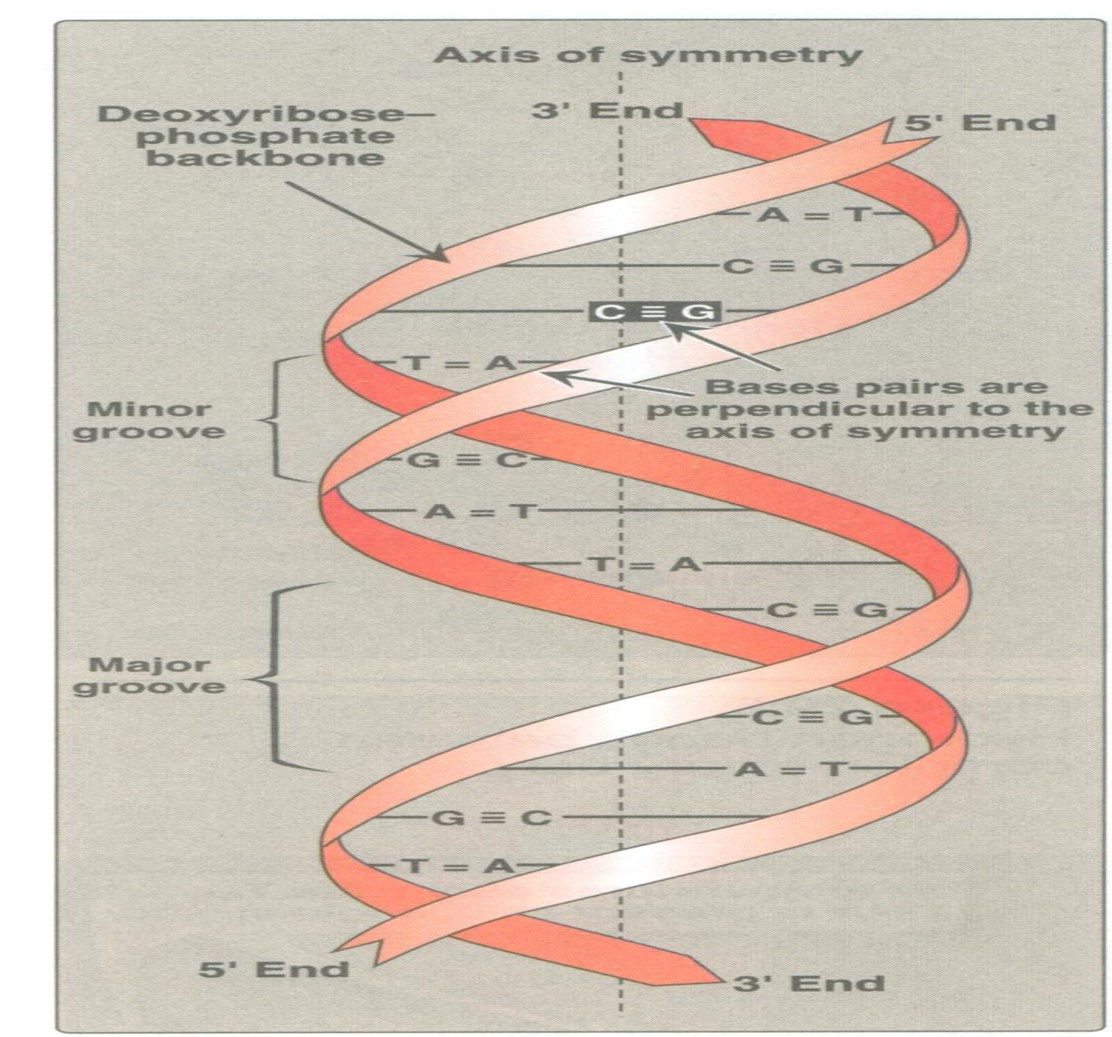 Axis of symmetry
Deoxyribose–
phosphate
backbone
3' End
5' End
A = T
C ≡ G
C ≡ G
T = A
Minor
groove
Bases pairs are
perpendicular to the
axis of symmetry
G ≡ C
A = T
T = A
C ≡ G
Major
groove
C ≡ G
A = T
G ≡ C
T = A
5' End
3' End